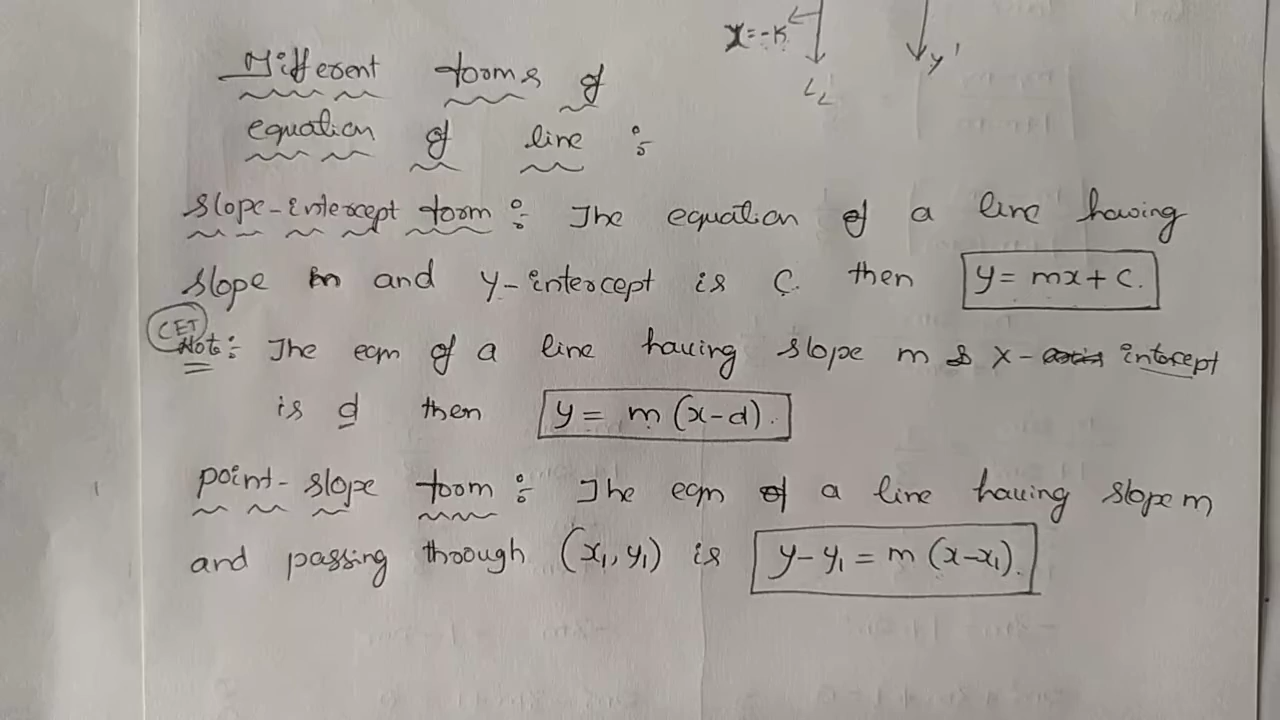 x=-k
L2
y'
Different forms of
equation of line :-
Slope-intercept form :- The equation of a line having
slope m and y-intercept is c. then y = mx + c.
CET
Note:- The eqn of a line having slope m & x- axis intercept
is d then y = m (x-d).
point-slope form :- The eqn of a line having slope m
and passing through (x₁, y₁) is y-y₁ = m (x-x₁).